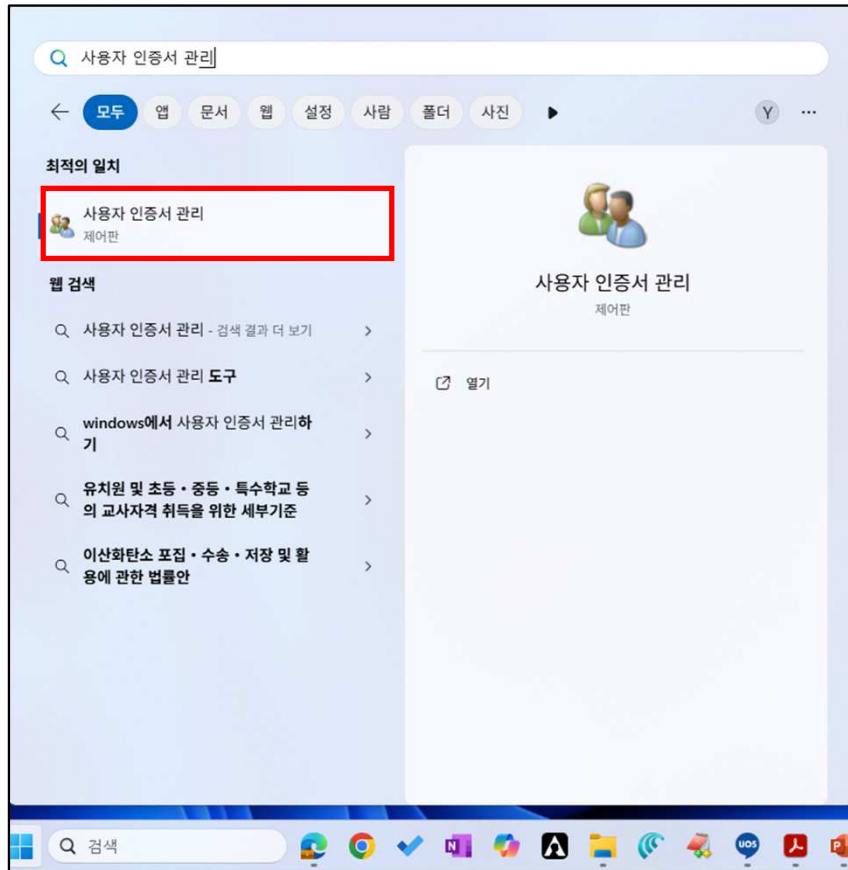 사용자 인증서 관리
모두 앱 문서 웹 설정 사람 폴더 사진 Y
최적의 일치
사용자 인증서 관리
제어판
웹 검색
사용자 인증서 관리 - 검색 결과 더 보기
사용자 인증서 관리 도구
windows에서 사용자 인증서 관리하
기
유치원 및 초등・중등・특수학교 등
의 교사자격 취득을 위한 세부기준
이산화탄소 포집・수송・저장 및 활
용에 관한 법률안
사용자 인증서 관리
제어판
열기
검색
UOS